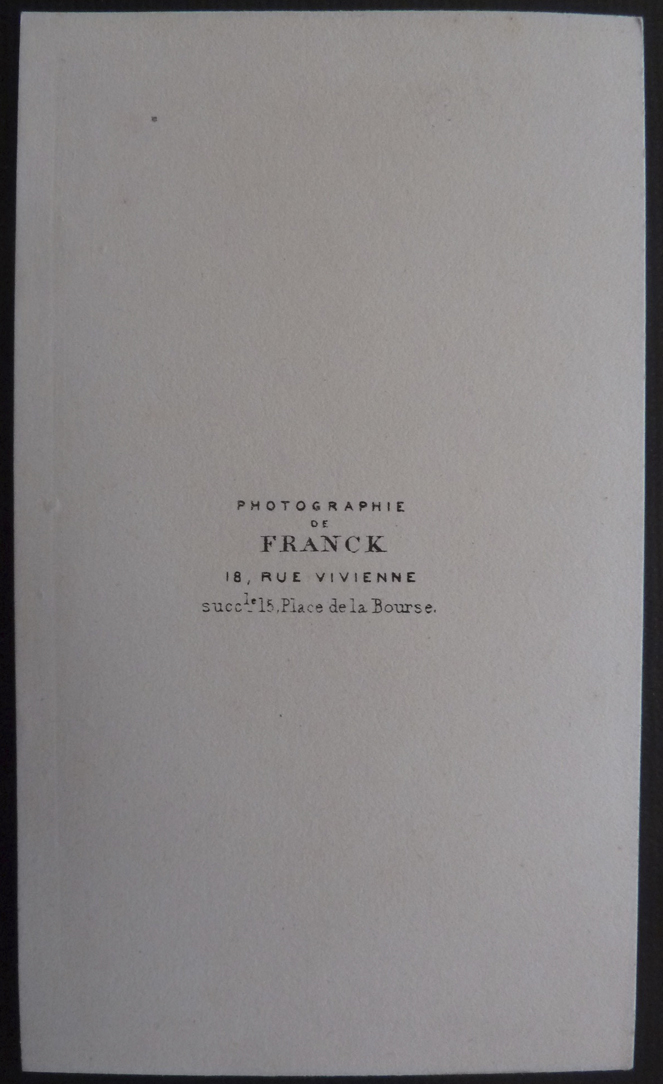 PHOTOGRAPHIE
DE
FRANCK
18, RUE VIVIENNE
succle 15, Place de la Bourse.